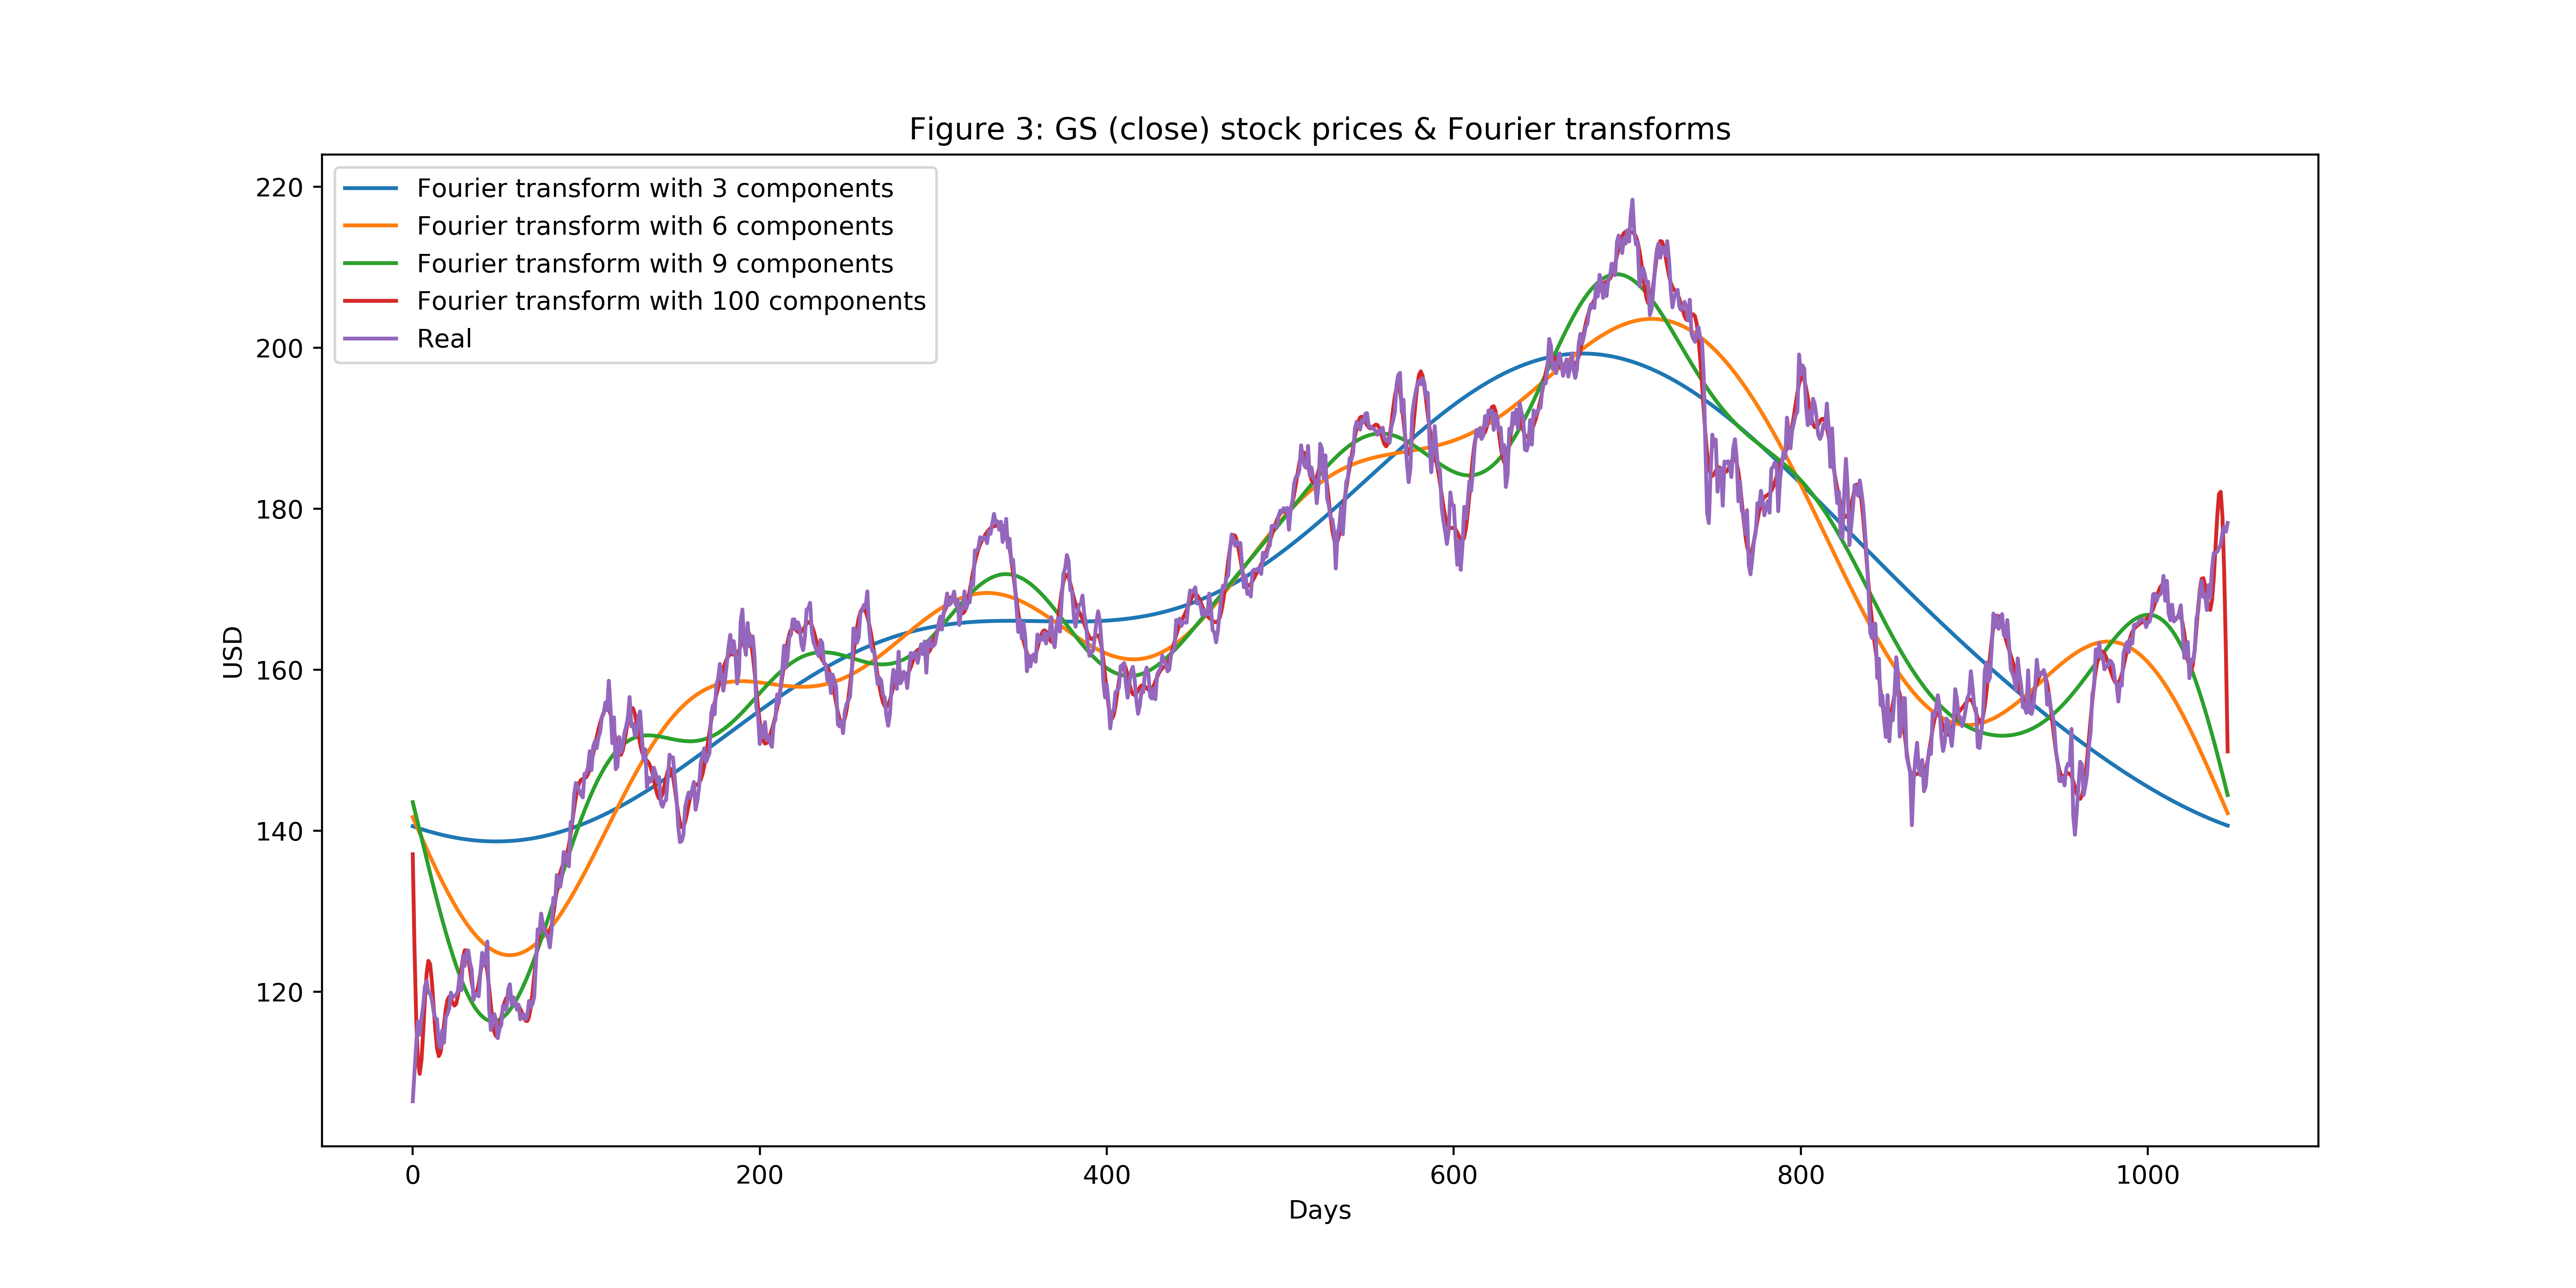 Figure 3: GS (close) stock prices & Fourier transforms
Fourier transform with 3 components
Fourier transform with 6 components
Fourier transform with 9 components
Fourier transform with 100 components
Real
220
200
180
160
140
120
USD
0 200 400 600 800 1000
Days